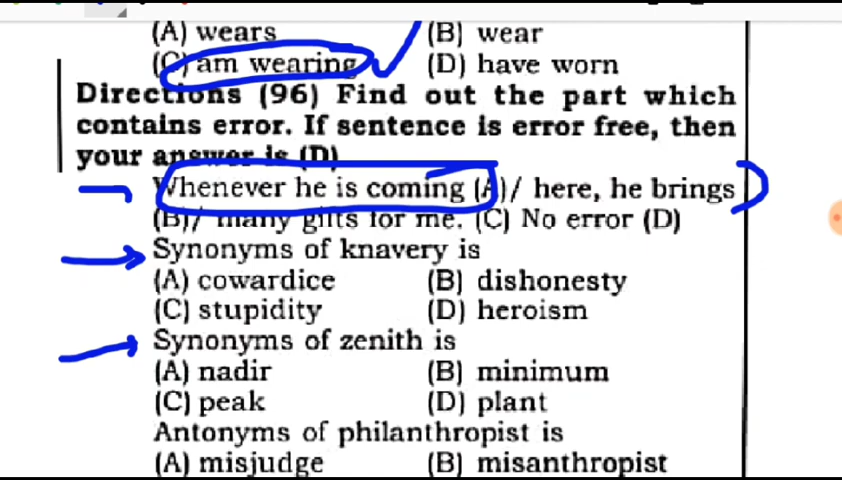 (A) wears (B) wear
(C) am wearing (D) have worn
Directions (96) Find out the part which
contains error. If sentence is error free, then
your answer is (D)
Whenever he is coming (A)/ here, he brings
(B)/ many gifts for me. (C) No error (D)
Synonyms of knavery is
(A) cowardice (B) dishonesty
(C) stupidity (D) heroism
Synonyms of zenith is
(A) nadir (B) minimum
(C) peak (D) plant
Antonyms of philanthropist is
(A) misjudge (B) misanthropist